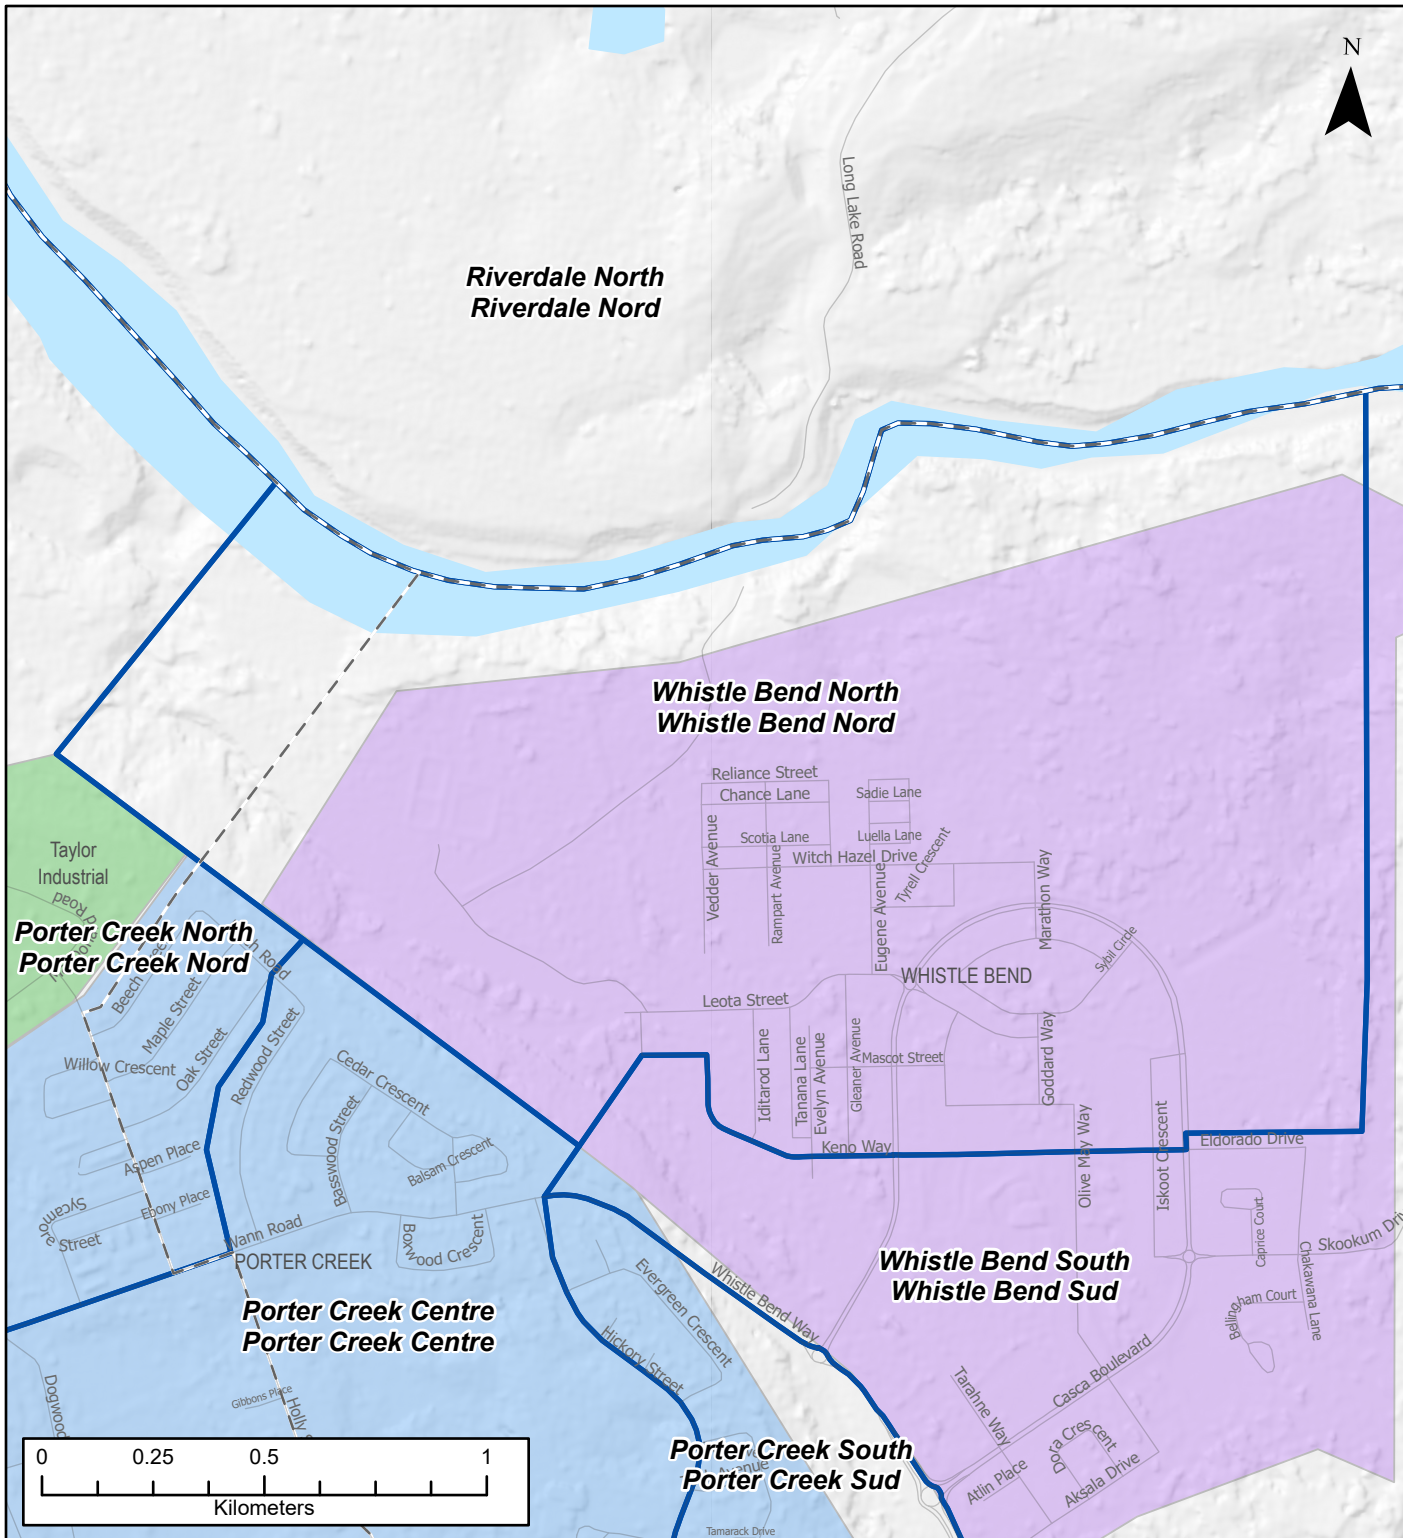 N
Long Lake Road
Riverdale North
Riverdale Nord
Whistle Bend North
Whistle Bend Nord
Reliance Street
Chance Lane
Sadie Lane
Scotia Lane
Luella Lane
Witch Hazel Drive
Tyrell Crescent
Vedder Avenue
Rampart Avenue
Eugene Avenue
Marathon Way
Sybil Circle
WHISTLE BEND
Leota Street
Iditarod Lane
Tanana Lane
Evelyn Avenue
Gleaner Avenue
Mascot Street
Goddard Way
Keno Way
Olive May Way
Iskoot Crescent
Eldorado Drive
Caprice Court
Skookum Driv
Chakawana Lane
Bellingham Court
Whistle Bend South
Whistle Bend Sud
Casca Boulevard
Tarahne Way
Dora Crescent
Atlin Place
Aksala Drive
Taylor
Industrial
Road
Porter Creek North
Porter Creek Nord
Beech
Maple Street
Oak Street
Redwood Street
Willow Crescent
Cedar Crescent
Basswood Street
Balsam Crescent
Aspen Place
Ebony Place
Sycamore Street
Wann Road
Boxwood Crescent
PORTER CREEK
Porter Creek Centre
Porter Creek Centre
Evergreen Crescent
Hickory Street
Whistle Bend Way
Gibbons Place
Holly
Dogwood
Porter Creek South
Porter Creek Sud
Avenue
Tamarack Drive
0 0.25 0.5 1
Kilometers